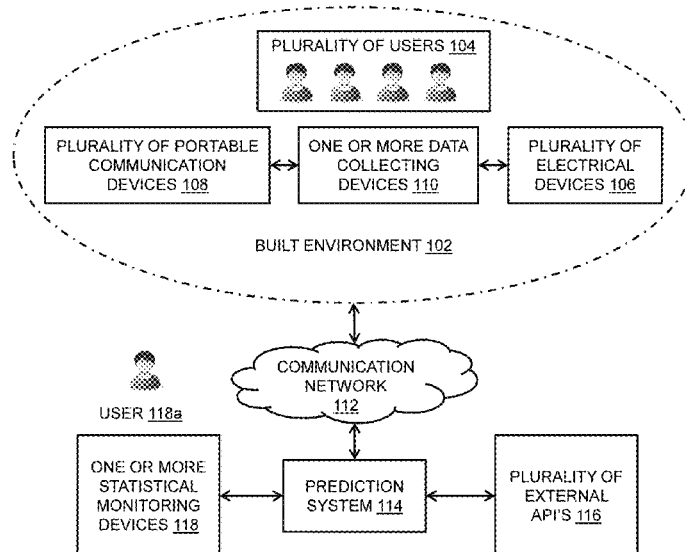 PLURALITY OF USERS 104
PLURALITY OF PORTABLE
COMMUNICATION
DEVICES 108
ONE OR MORE DATA
COLLECTING
DEVICES 110
PLURALITY OF
ELECTRICAL
DEVICES 106
BUILT ENVIRONMENT 102
COMMUNICATION
NETWORK
112
USER 118a
ONE OR MORE
STATISTICAL
MONITORING
DEVICES 118
PREDICTION
SYSTEM 114
PLURALITY OF
EXTERNAL
API'S 116